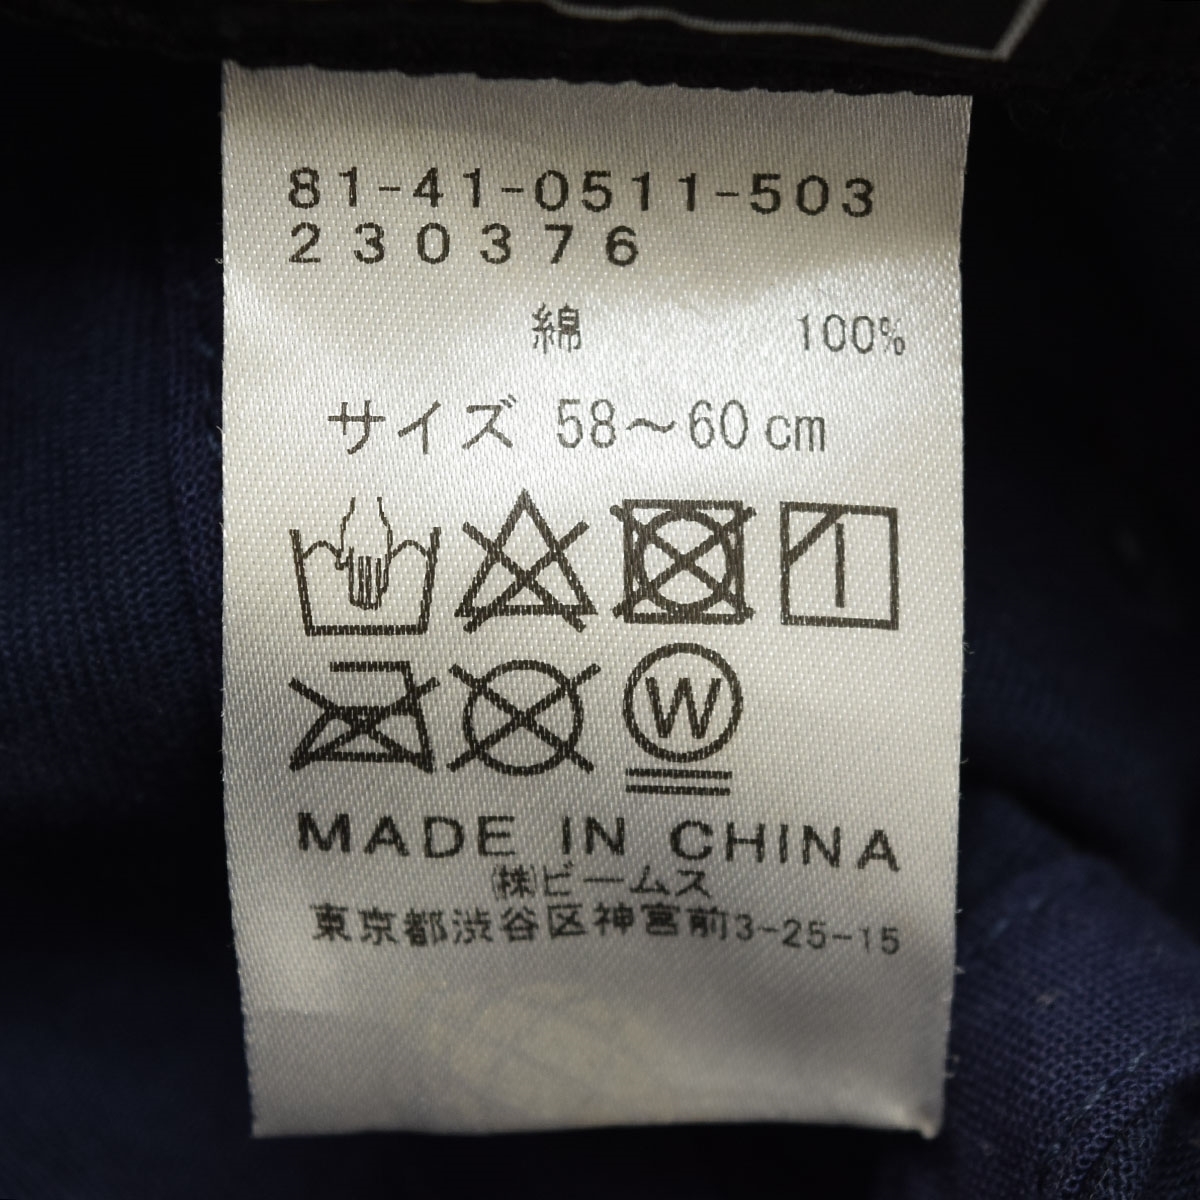 81-41-0511-503
230376
綿 100%
サイズ 58～60cm
W
MADE IN CHINA
㈱ビームス
東京都渋谷区神宮前3-25-15